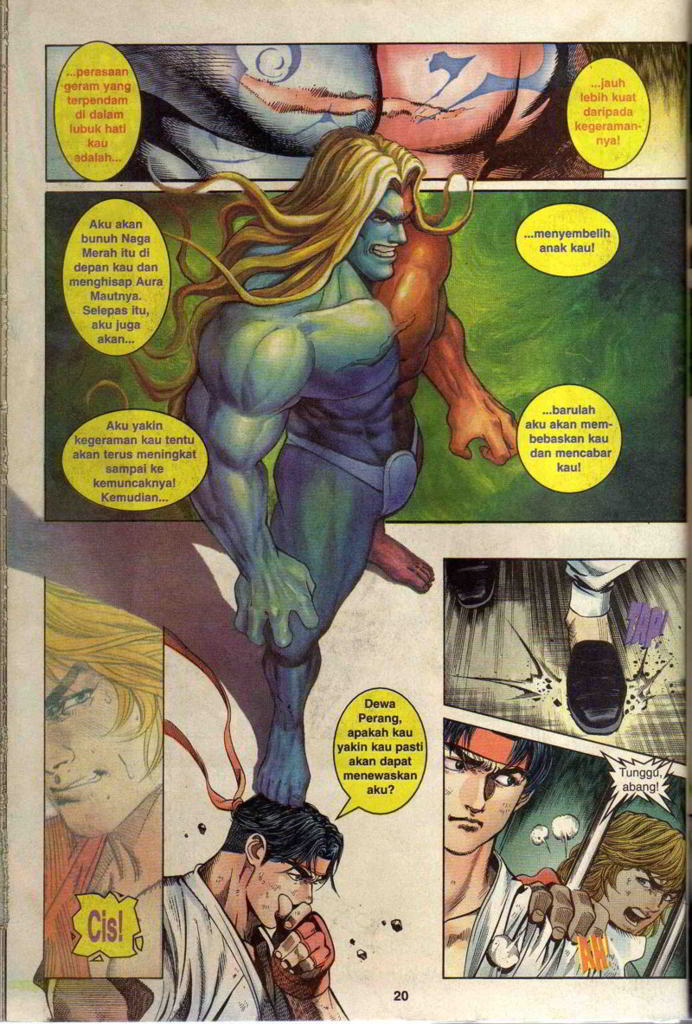 ...perasaan
geram yang
terpendam
di dalam
lubuk hati
kau
adalah...
...jauh
lebih kuat
daripada
kegeraman-
nya!
Aku akan
bunuh Naga
Merah itu di
depan kau dan
menghisap Aura
Mautnya.
Selepas itu,
aku juga
akan...
...menyembelih
anak kau!
Aku yakin
kegeraman kau tentu
akan terus meningkat
sampai ke
kemuncaknya!
Kemudian...
...barulah
aku akan mem-
bebaskan kau
dan mencabar
kau!
TAP!
Dewa
Perang,
apakah kau
yakin kau pasti
akan dapat
menewaskan
aku?
Tunggu,
abang!
Cis!
AH
20